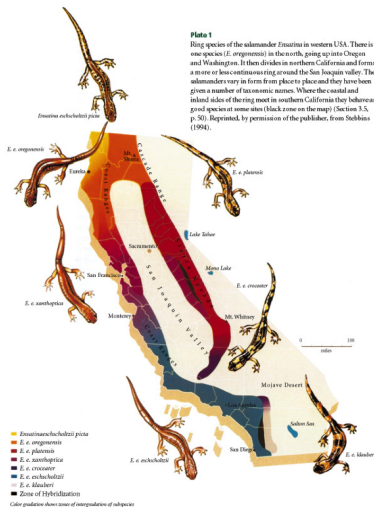 Plate 1
Ring species of the salamander Ensatina in western USA. There is
one species (E. oregonensis) in the north, going up into Oregon
and Washington. It then divides in northern California and forms
a more or less continuous ring around the San Joaquin valley. The
salamanders vary in form from place to place and they have been
given a number of taxonomic names. Where the coastal and
inland sides of the ring meet in southern California they behave as
good species at some sites (black zone on the map) (Section 3.5,
p. 50). Reprinted, by permission of the publisher, from Stebbins
(1994).
Ensatina eschscholtzii picta
E. e. oregonensis
Mt. Shasta
Cascade Range
Coast Ranges
Eureka
E. e. platensis
Lake Tahoe
Sacramento
Mono Lake
San Francisco
San Joaquin Valley
E. e. croceater
E. e. xanthoptica
Monterey
Mt. Whitney
0 100
miles
Mojave Desert
Los Angeles
Salton Sea
San Diego
E. e. eschscholtzii
E. e. klauberi
Ensatina eschscholtzii picta
E. e. oregonensis
E. e. platensis
E. e. xanthoptica
E. e. croceater
E. e. eschscholtzii
E. e. klauberi
Zone of Hybridization
Color gradation shows zones of intergradation of subspecies